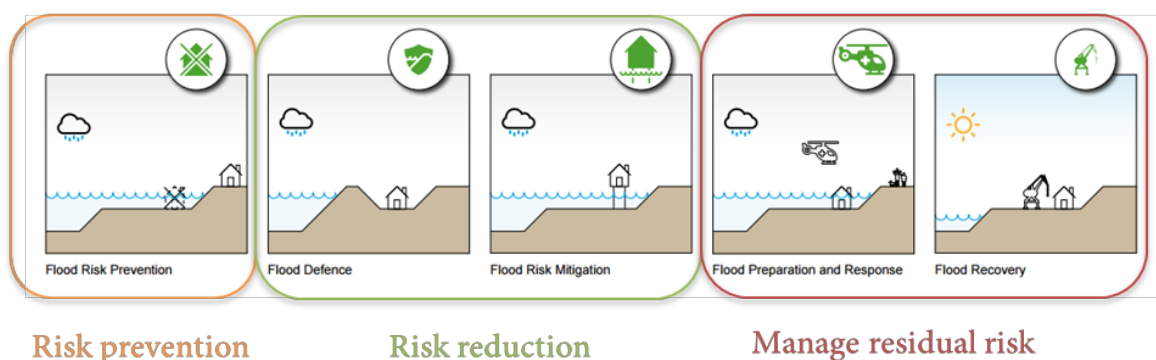 Flood Risk Prevention
Flood Defence
Flood Risk Mitigation
Flood Preparation and Response
Flood Recovery
Risk prevention
Risk reduction
Manage residual risk